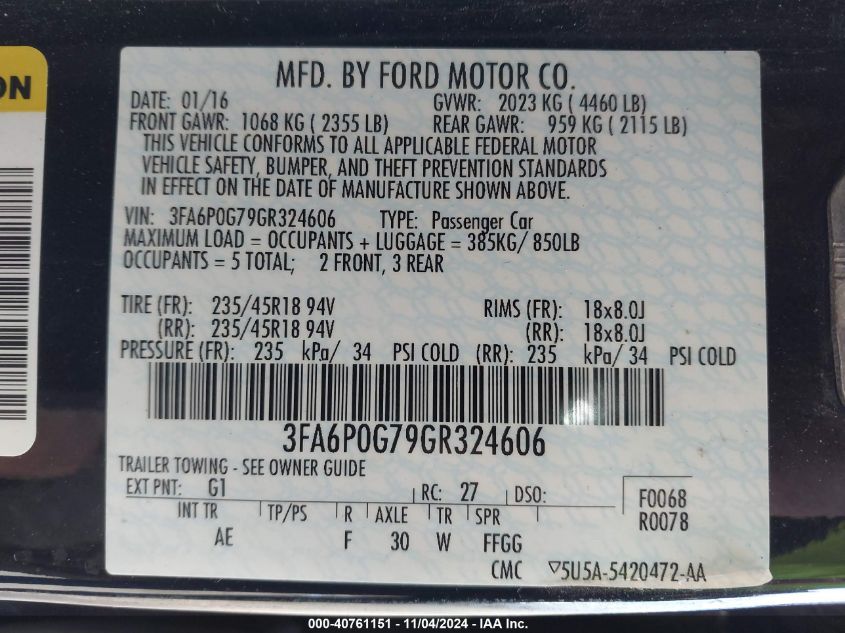 ON
MFD. BY FORD MOTOR CO.
DATE: 01/16 GVWR: 2023 KG ( 4460 LB)
FRONT GAWR: 1068 KG ( 2355 LB) REAR GAWR: 959 KG ( 2115 LB)
THIS VEHICLE CONFORMS TO ALL APPLICABLE FEDERAL MOTOR
VEHICLE SAFETY, BUMPER, AND THEFT PREVENTION STANDARDS
IN EFFECT ON THE DATE OF MANUFACTURE SHOWN ABOVE.
VIN: 3FA6P0G79GR324606 TYPE: Passenger Car
MAXIMUM LOAD = OCCUPANTS + LUGGAGE = 385KG/ 850LB
OCCUPANTS = 5 TOTAL; 2 FRONT, 3 REAR
TIRE (FR): 235/45R18 94V RIMS (FR): 18x8.0J
(RR): 235/45R18 94V (RR): 18x8.0J
PRESSURE (FR): 235 kPa/ 34 PSI COLD (RR): 235 kPa/ 34 PSI COLD
3FA6P0G79GR324606
TRAILER TOWING - SEE OWNER GUIDE
EXT PNT: G1 RC: 27 DSO: F0068
INT TR TP/PS R AXLE TR SPR R0078
AE F 30 W FFGG
CMC ▽5U5A-5420472-AA
000-40761151 - 11/04/2024 - IAA Inc.